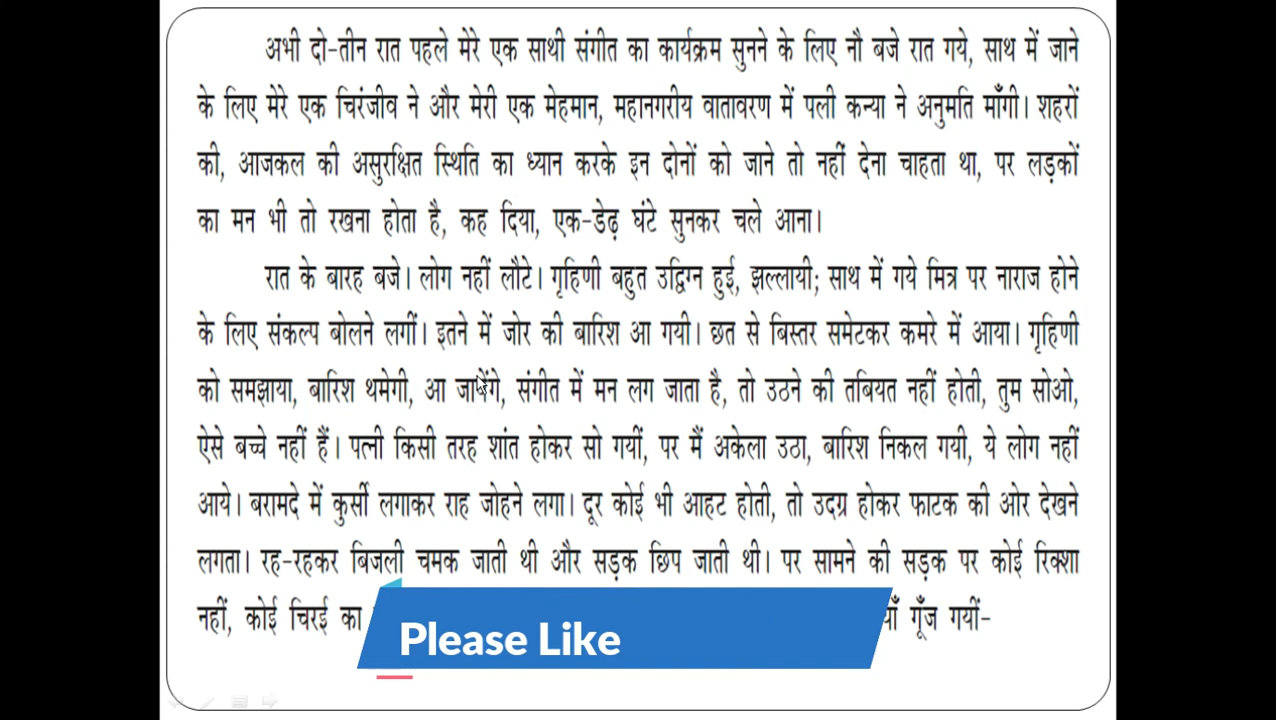 अभी दो-तीन रात पहले मेरे एक साथी संगीत का कार्यक्रम सुनने के लिए नौ बजे रात गये, साथ में जाने
के लिए मेरे एक चिरंजीव ने और मेरी एक मेहमान, महानगरीय वातावरण में पली कन्या ने अनुमति माँगी। शहरों
की, आजकल की असुरक्षित स्थिति का ध्यान करके इन दोनों को जाने तो नहीं देना चाहता था, पर लड़कों
का मन भी तो रखना होता है, कह दिया, एक-डेढ़ घंटे सुनकर चले आना।
रात के बारह बजे। लोग नहीं लौटे। गृहिणी बहुत उद्विग्न हुई, झल्लायी; साथ में गये मित्र पर नाराज होने
के लिए संकल्प बोलने लगीं। इतने में जोर की बारिश आ गयी। छत से बिस्तर समेटकर कमरे में आया। गृहिणी
को समझाया, बारिश थमेगी, आ जायेंगे, संगीत में मन लग जाता है, तो उठने की तबियत नहीं होती, तुम सोओ,
ऐसे बच्चे नहीं हैं। पत्नी किसी तरह शांत होकर सो गयीं, पर मैं अकेला उठा, बारिश निकल गयी, ये लोग नहीं
आये। बरामदे में कुर्सी लगाकर राह जोहने लगा। दूर कोई भी आहट होती, तो उदग्र होकर फाटक की ओर देखने
लगता। रह-रहकर बिजली चमक जाती थी और सड़क छिप जाती थी। पर सामने की सड़क पर कोई रिक्शा
नहीं, कोई चिरई का गूँज गयीं-
Please Like